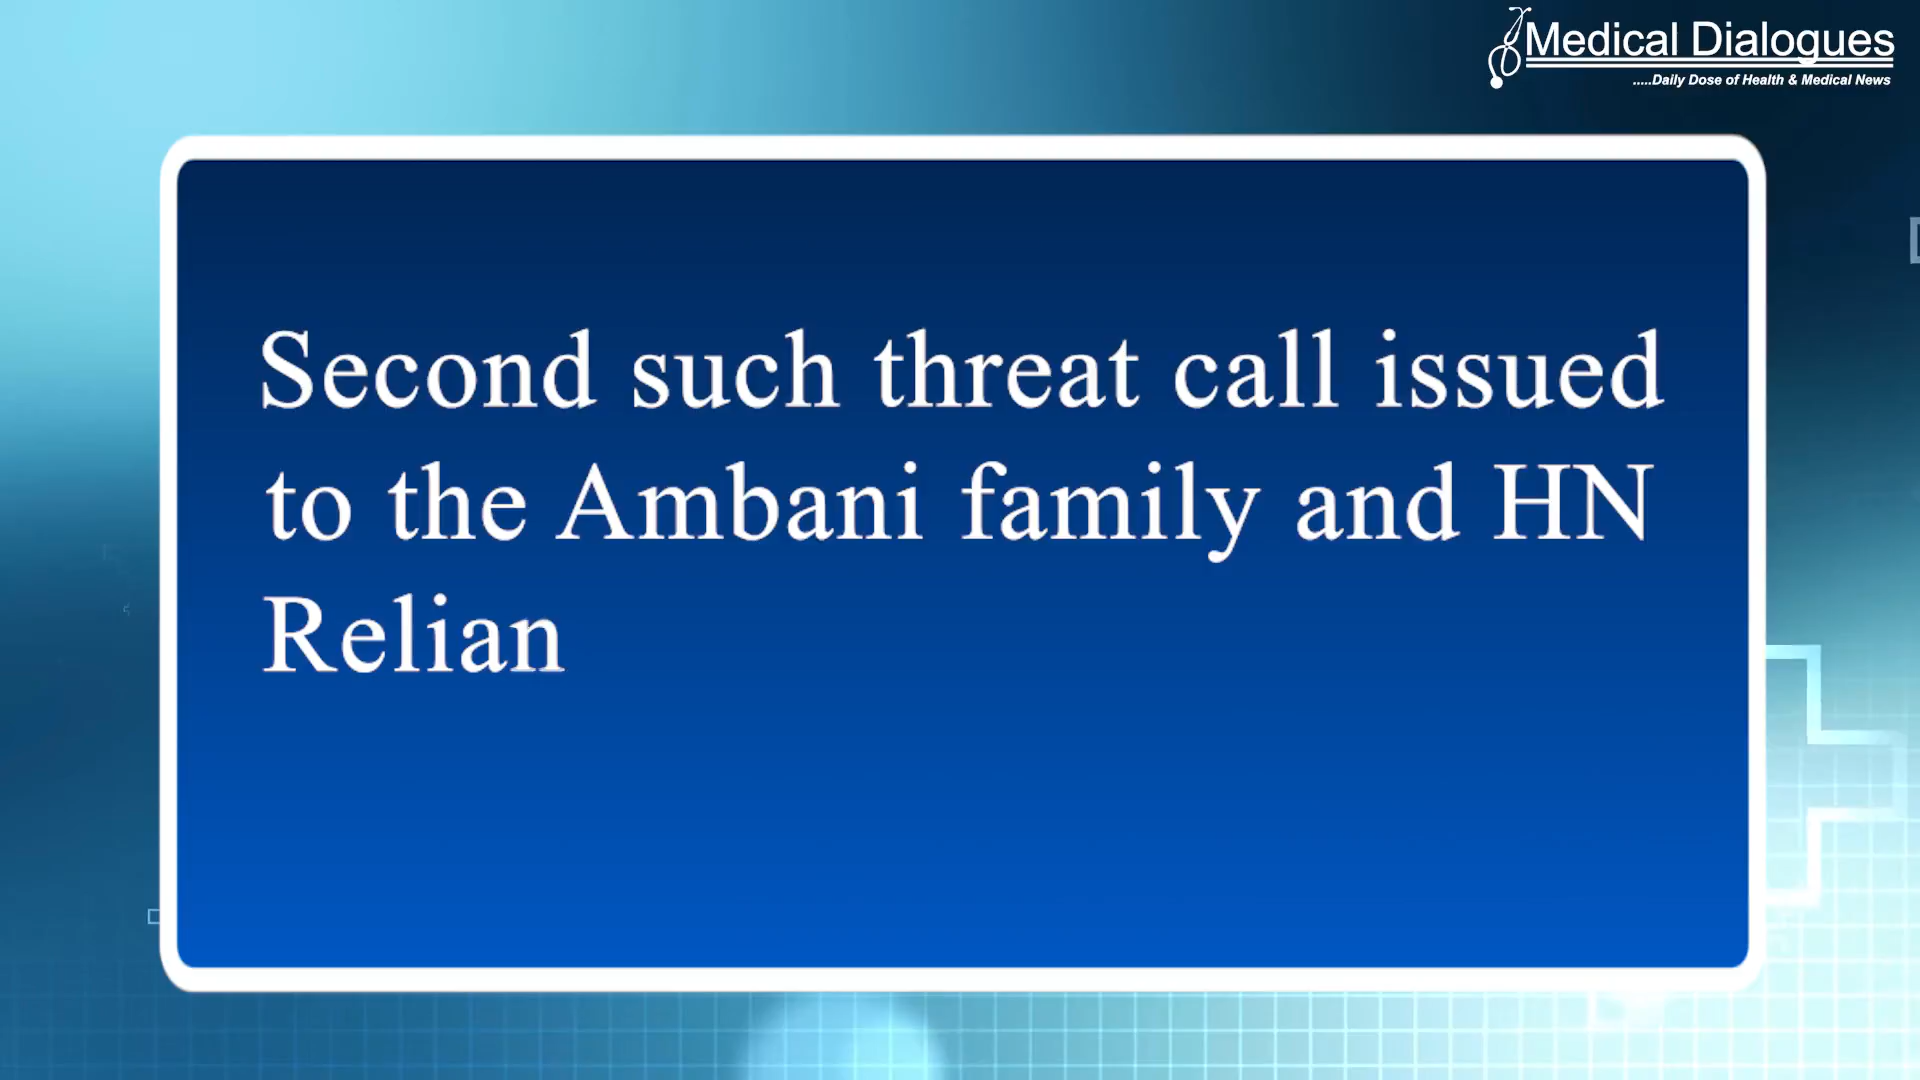 Medical Dialogues
.....Daily Dose of Health & Medical News
Second such threat call issued
to the Ambani family and HN
Relian